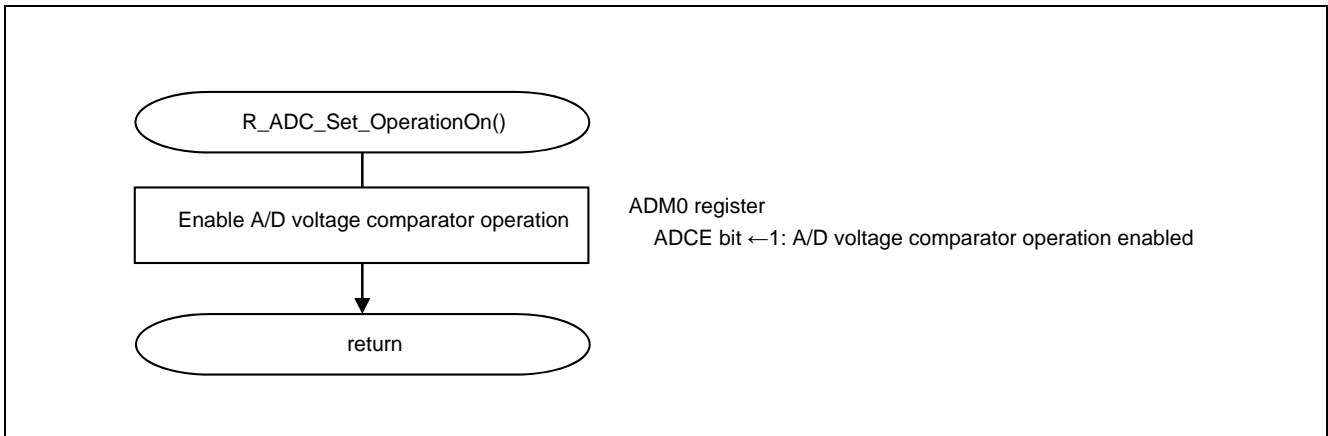 R_ADC_Set_OperationOn()
Enable A/D voltage comparator operation
ADM0 register
ADCE bit ←1: A/D voltage comparator operation enabled
return